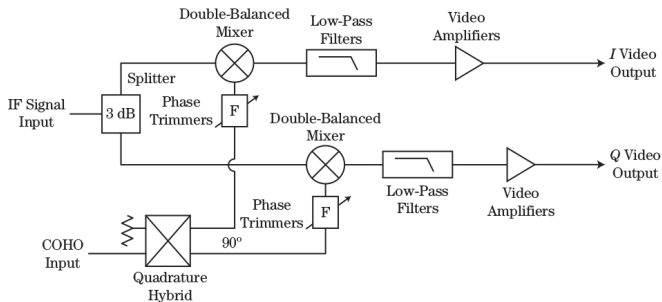 Double-Balanced
Mixer
Low-Pass
Filters
Video
Amplifiers
I Video
Output
Splitter
IF Signal
Input
3 dB
Phase
Trimmers
F
Double-Balanced
Mixer
Q Video
Output
Low-Pass
Filters
Video
Amplifiers
Phase
Trimmers
F
90°
COHO
Input
Quadrature
Hybrid